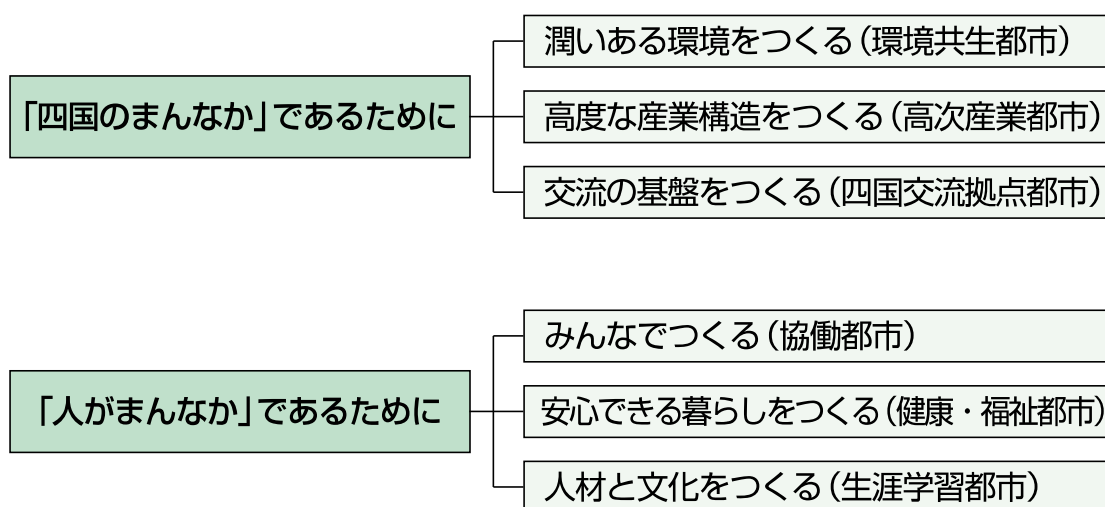 「四国のまんなか」であるために
潤いある環境をつくる（環境共生都市）
高度な産業構造をつくる（高次産業都市）
交流の基盤をつくる（四国交流拠点都市）
「人がまんなか」であるために
みんなでつくる（協働都市）
安心できる暮らしをつくる（健康・福祉都市）
人材と文化をつくる（生涯学習都市）